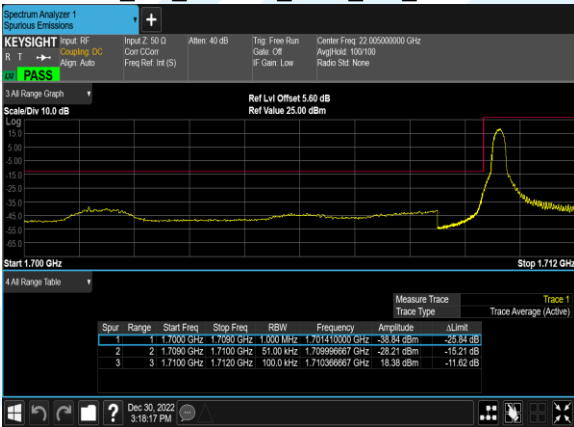 Spectrum Analyzer 1
Spurious Emissions
+
KEYSIGHT Input: RF
R T Coupling: DC
Align: Auto
Input Z: 50 Ω
Corr CCorr
Freq Ref: Int (S)
Atten: 40 dB
Trig: Free Run
Gate: Off
IF Gain: Low
Center Freq: 22.005000000 GHz
Avg|Hold: 100/100
Radio Std: None
PASS
3 All Range Graph
Ref Lvl Offset 5.60 dB
Scale/Div 10.0 dB Ref Value 25.00 dBm
Log
15.0
5.00
-5.00
-15.0
-25.0
-35.0
-45.0
-55.0
-65.0
Start 1.700 GHz Stop 1.712 GHz
4 All Range Table
Measure Trace Trace 1
Trace Type Trace Average (Active)
Spur Range Start Freq Stop Freq RBW Frequency Amplitude ΔLimit
1 1 1.7000 GHz 1.7090 GHz 1.000 MHz 1.701410000 GHz -38.84 dBm -25.84 dB
2 2 1.7090 GHz 1.7100 GHz 51.00 kHz 1.709996667 GHz -28.21 dBm -15.21 dB
3 3 1.7100 GHz 1.7120 GHz 100.0 kHz 1.710366667 GHz 18.38 dBm -11.62 dB
?
Dec 30, 2022
3:18:17 PM